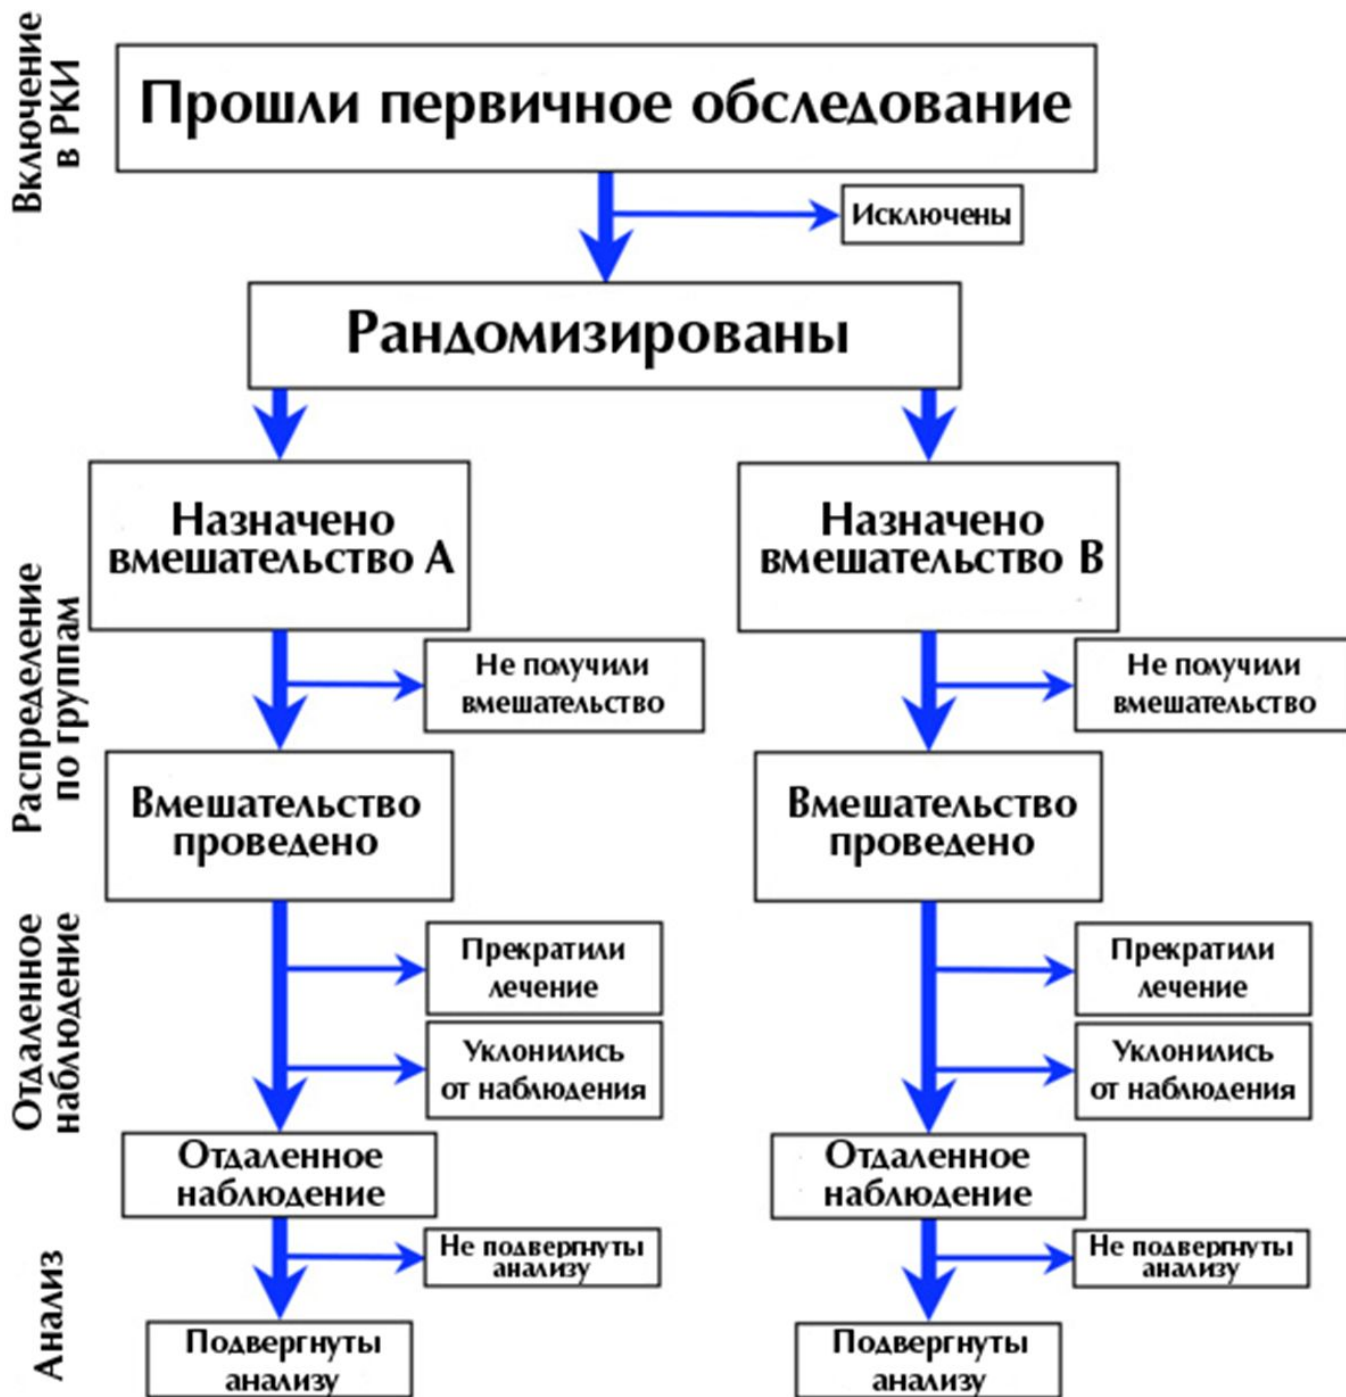 Включение
в РКИ
Прошли первичное обследование
Исключены
Рандомизированы
Распределение
по группам
Назначено
вмешательство А
Назначено
вмешательство В
Не получили
вмешательство
Не получили
вмешательство
Вмешательство
проведено
Вмешательство
проведено
Отдаленное
наблюдение
Прекратили
лечение
Прекратили
лечение
Уклонились
от наблюдения
Уклонились
от наблюдения
Отдаленное
наблюдение
Отдаленное
наблюдение
Анализ
Не подвергнуты
анализу
Не подвергнуты
анализу
Подвергнуты
анализу
Подвергнуты
анализу